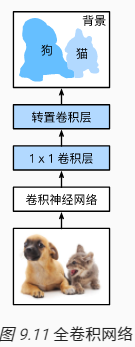 背景
狗 猫
转置卷积层
1 x 1 卷积层
卷积神经网络
图 9.11 全卷积网络